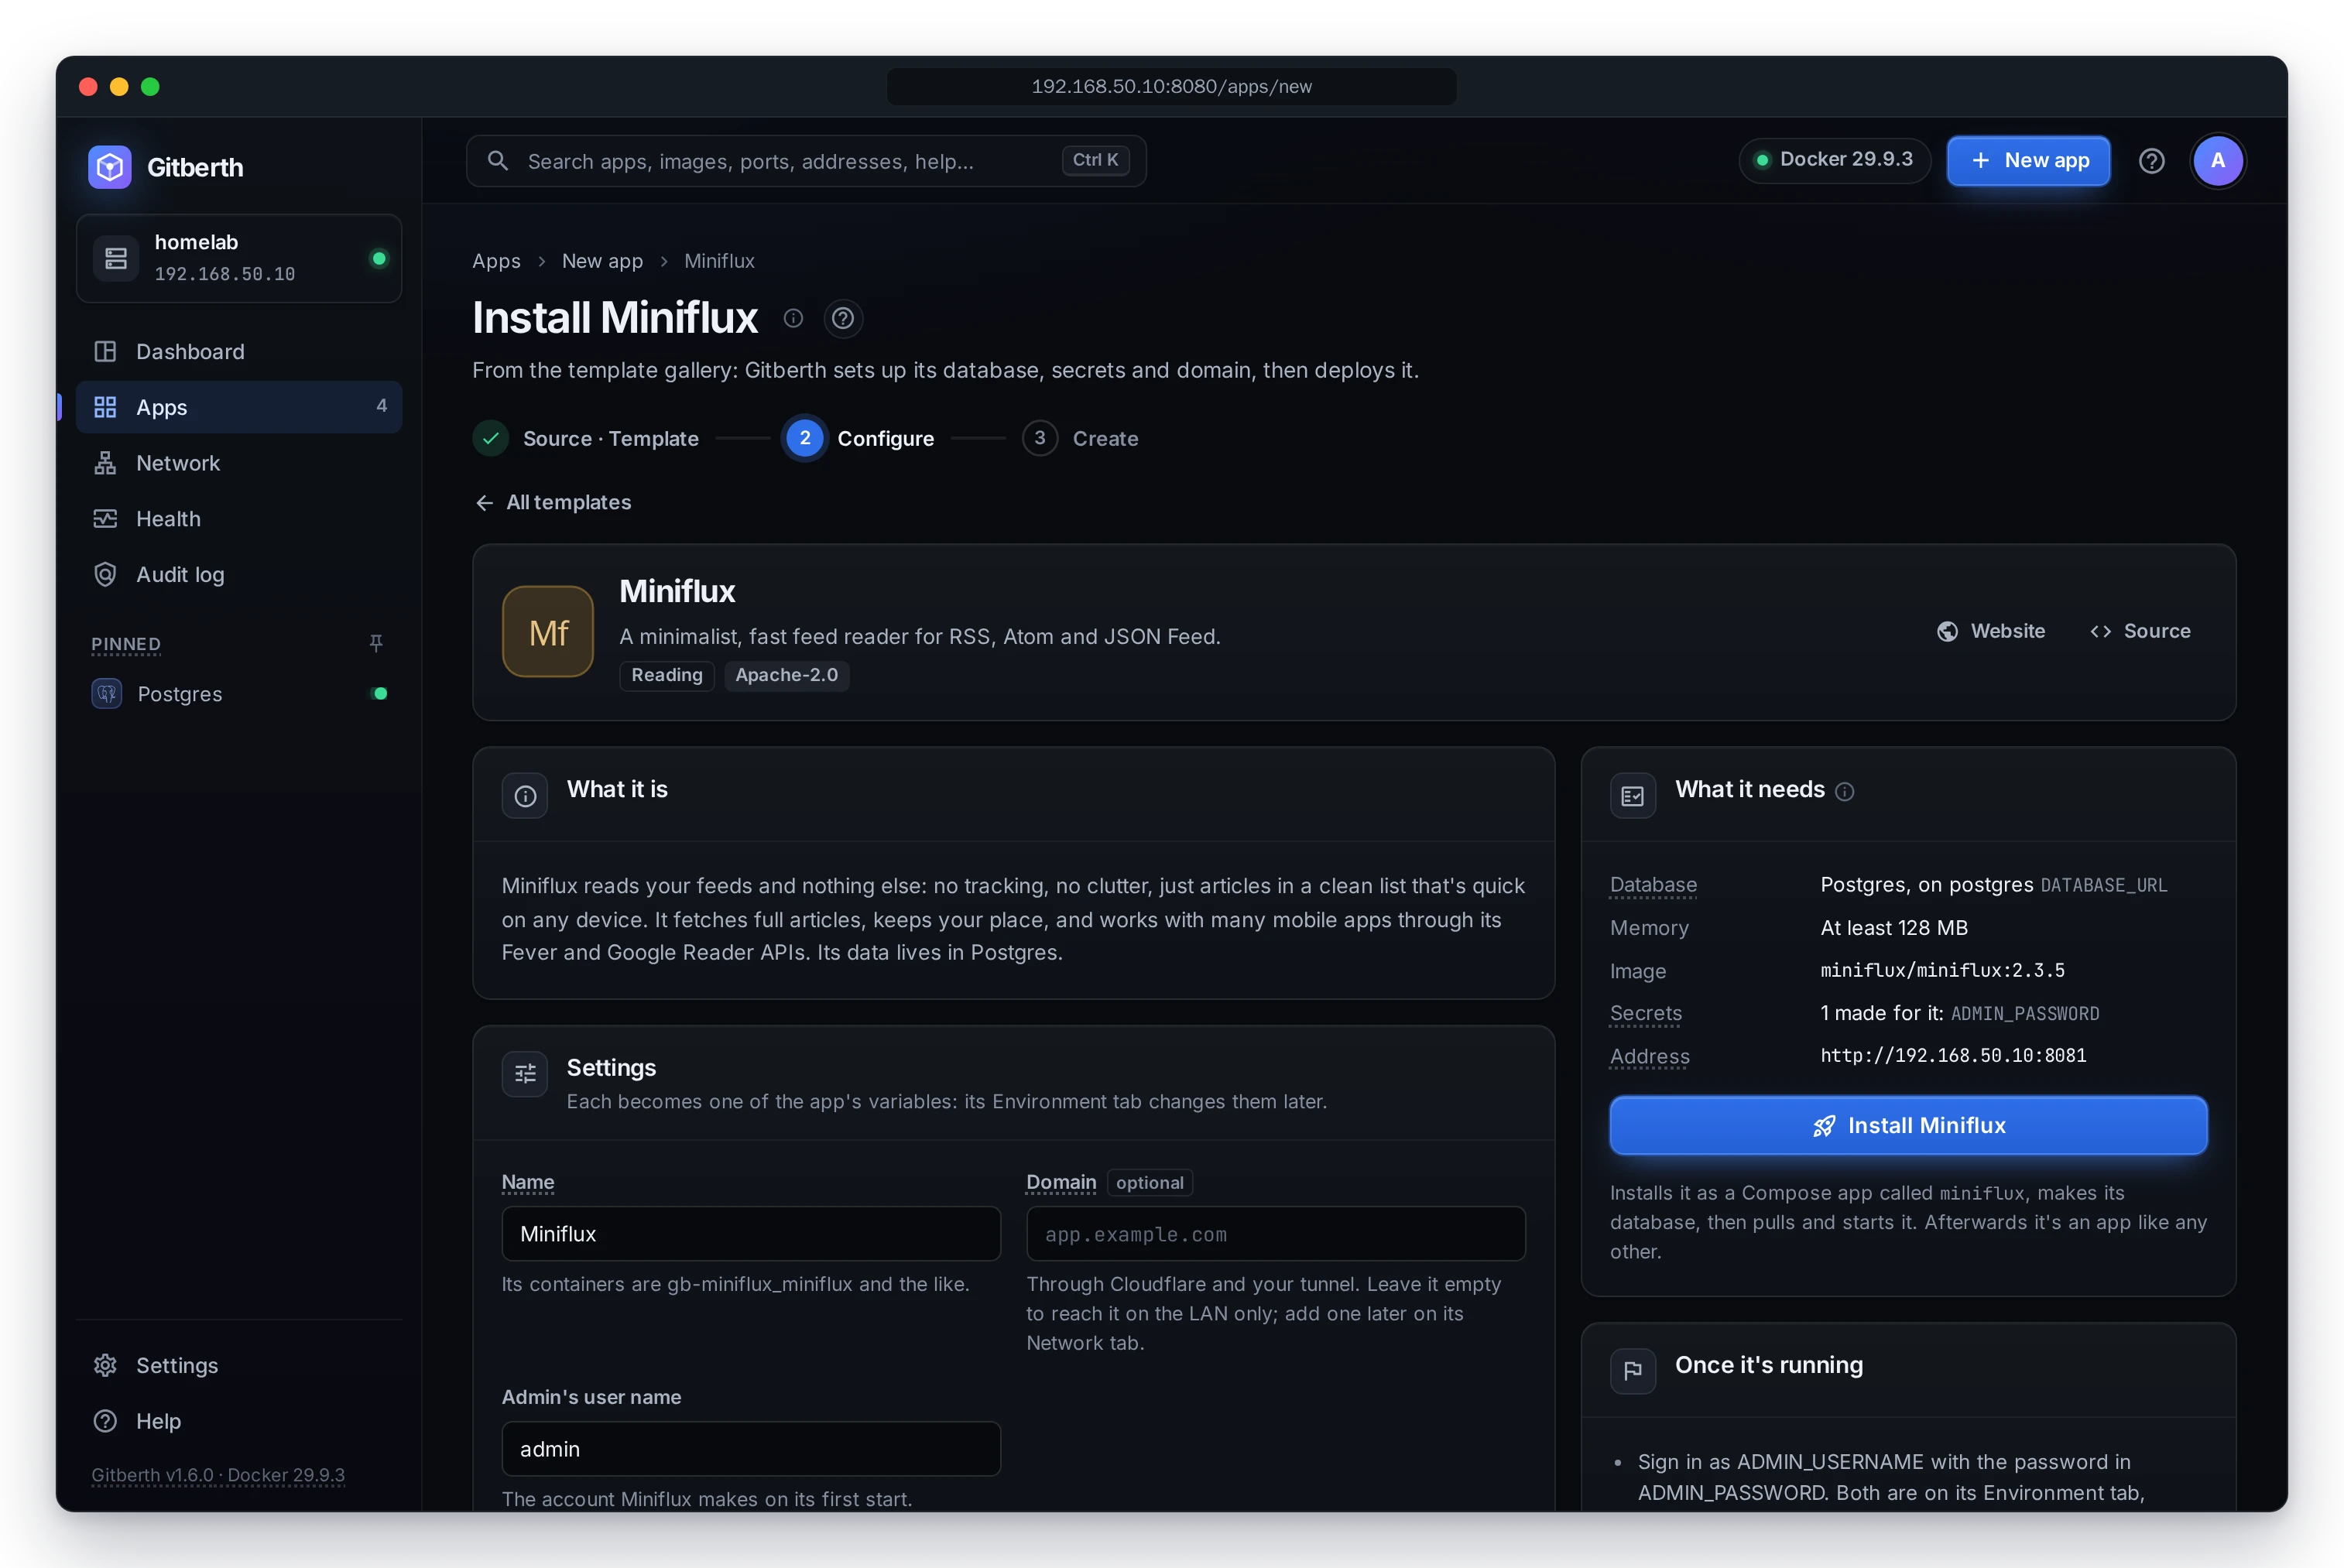 192.168.50.10:8080/apps/new
Gitberth
Search apps, images, ports, addresses, help...
Ctrl K
Docker 29.9.3
New app
A
homelab
192.168.50.10
Dashboard
Apps
4
Network
Health
Audit log
PINNED
Postgres
Settings
Help
Gitberth v1.6.0 · Docker 29.9.3
Apps > New app > Miniflux
Install Miniflux
From the template gallery: Gitberth sets up its database, secrets and domain, then deploys it.
Source · Template
2 Configure
3 Create
All templates
Mf
Miniflux
A minimalist, fast feed reader for RSS, Atom and JSON Feed.
Reading
Apache-2.0
Website
Source
What it is
Miniflux reads your feeds and nothing else: no tracking, no clutter, just articles in a clean list that's quick
on any device. It fetches full articles, keeps your place, and works with many mobile apps through its
Fever and Google Reader APIs. Its data lives in Postgres.
Settings
Each becomes one of the app's variables: its Environment tab changes them later.
Name
Miniflux
Its containers are gb-miniflux_miniflux and the like.
Domain optional
app.example.com
Through Cloudflare and your tunnel. Leave it empty
to reach it on the LAN only; add one later on its
Network tab.
Admin's user name
admin
The account Miniflux makes on its first start.
What it needs
Database Postgres, on postgres DATABASE_URL
Memory At least 128 MB
Image miniflux/miniflux:2.3.5
Secrets 1 made for it: ADMIN_PASSWORD
Address http://192.168.50.10:8081
Install Miniflux
Installs it as a Compose app called miniflux, makes its
database, then pulls and starts it. Afterwards it's an app like any
other.
Once it's running
• Sign in as ADMIN_USERNAME with the password in
ADMIN_PASSWORD. Both are on its Environment tab,